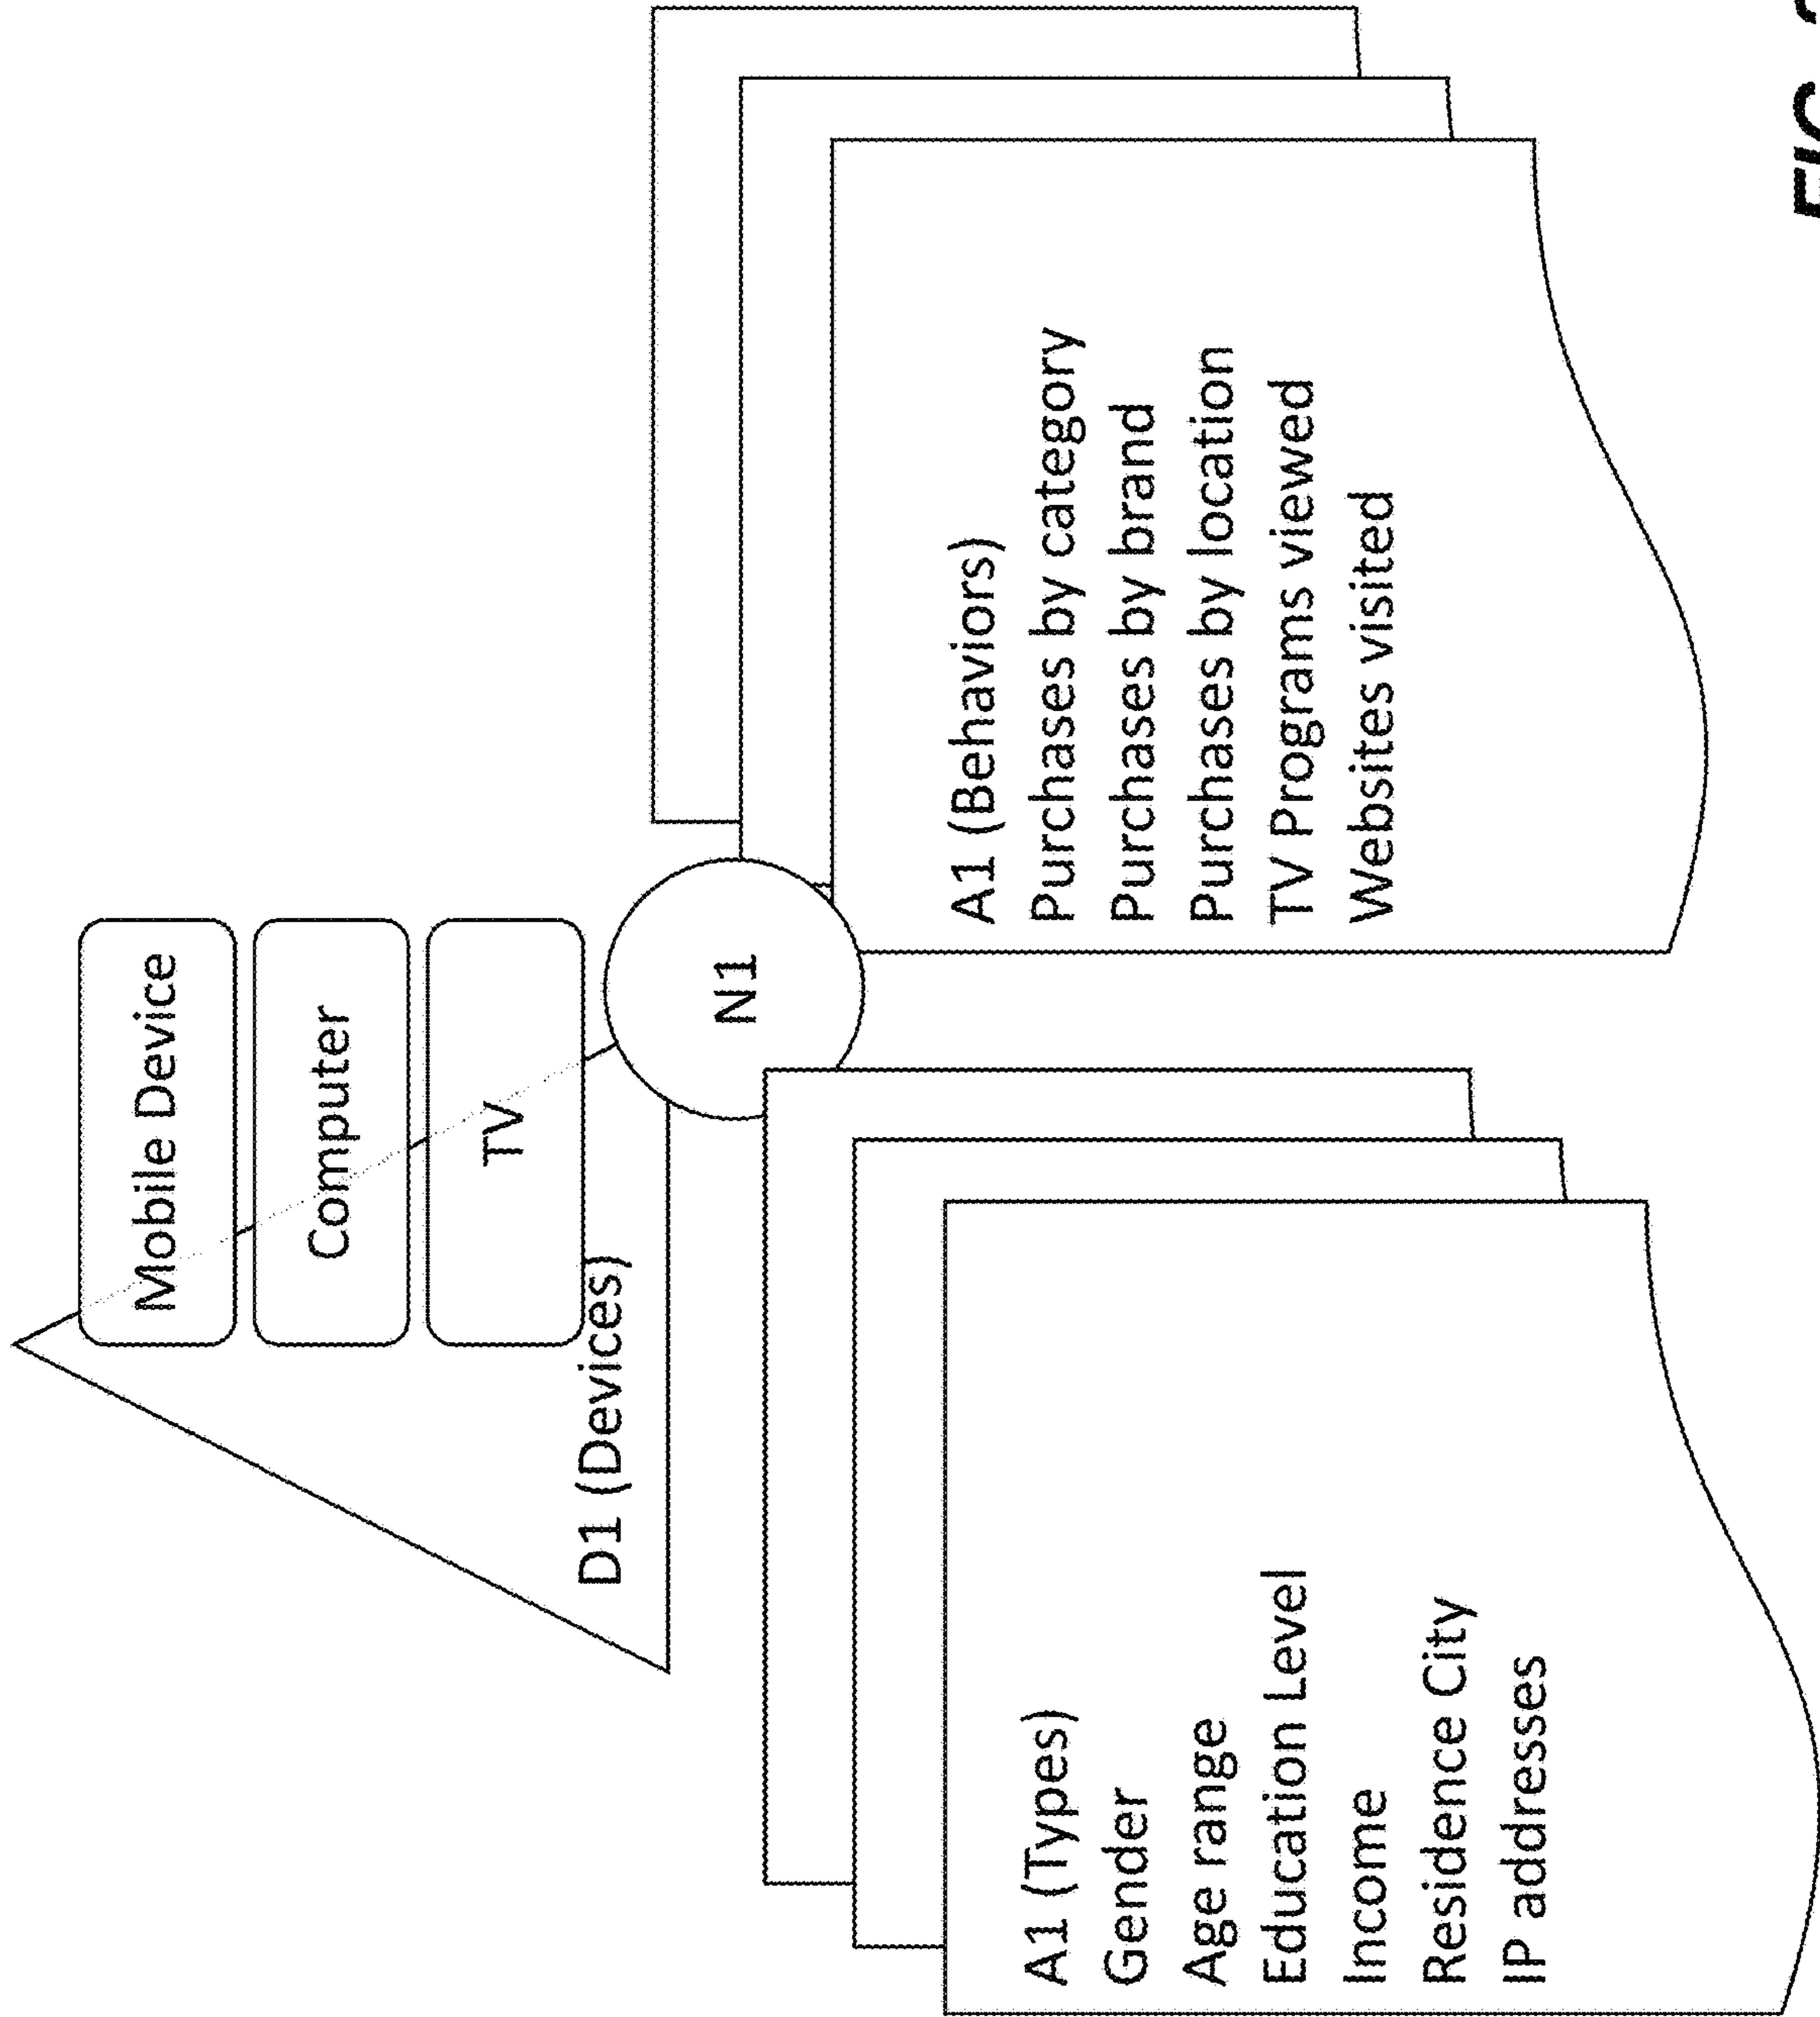 Mobile Device
Computer
TV
D1 (Devices)
N1
A1 (Types)
Gender
Age range
Education Level
Income
Residence City
IP addresses
A1 (Behaviors)
Purchases by category
Purchases by brand
Purchases by location
TV Programs viewed
Websites visited
FIG.